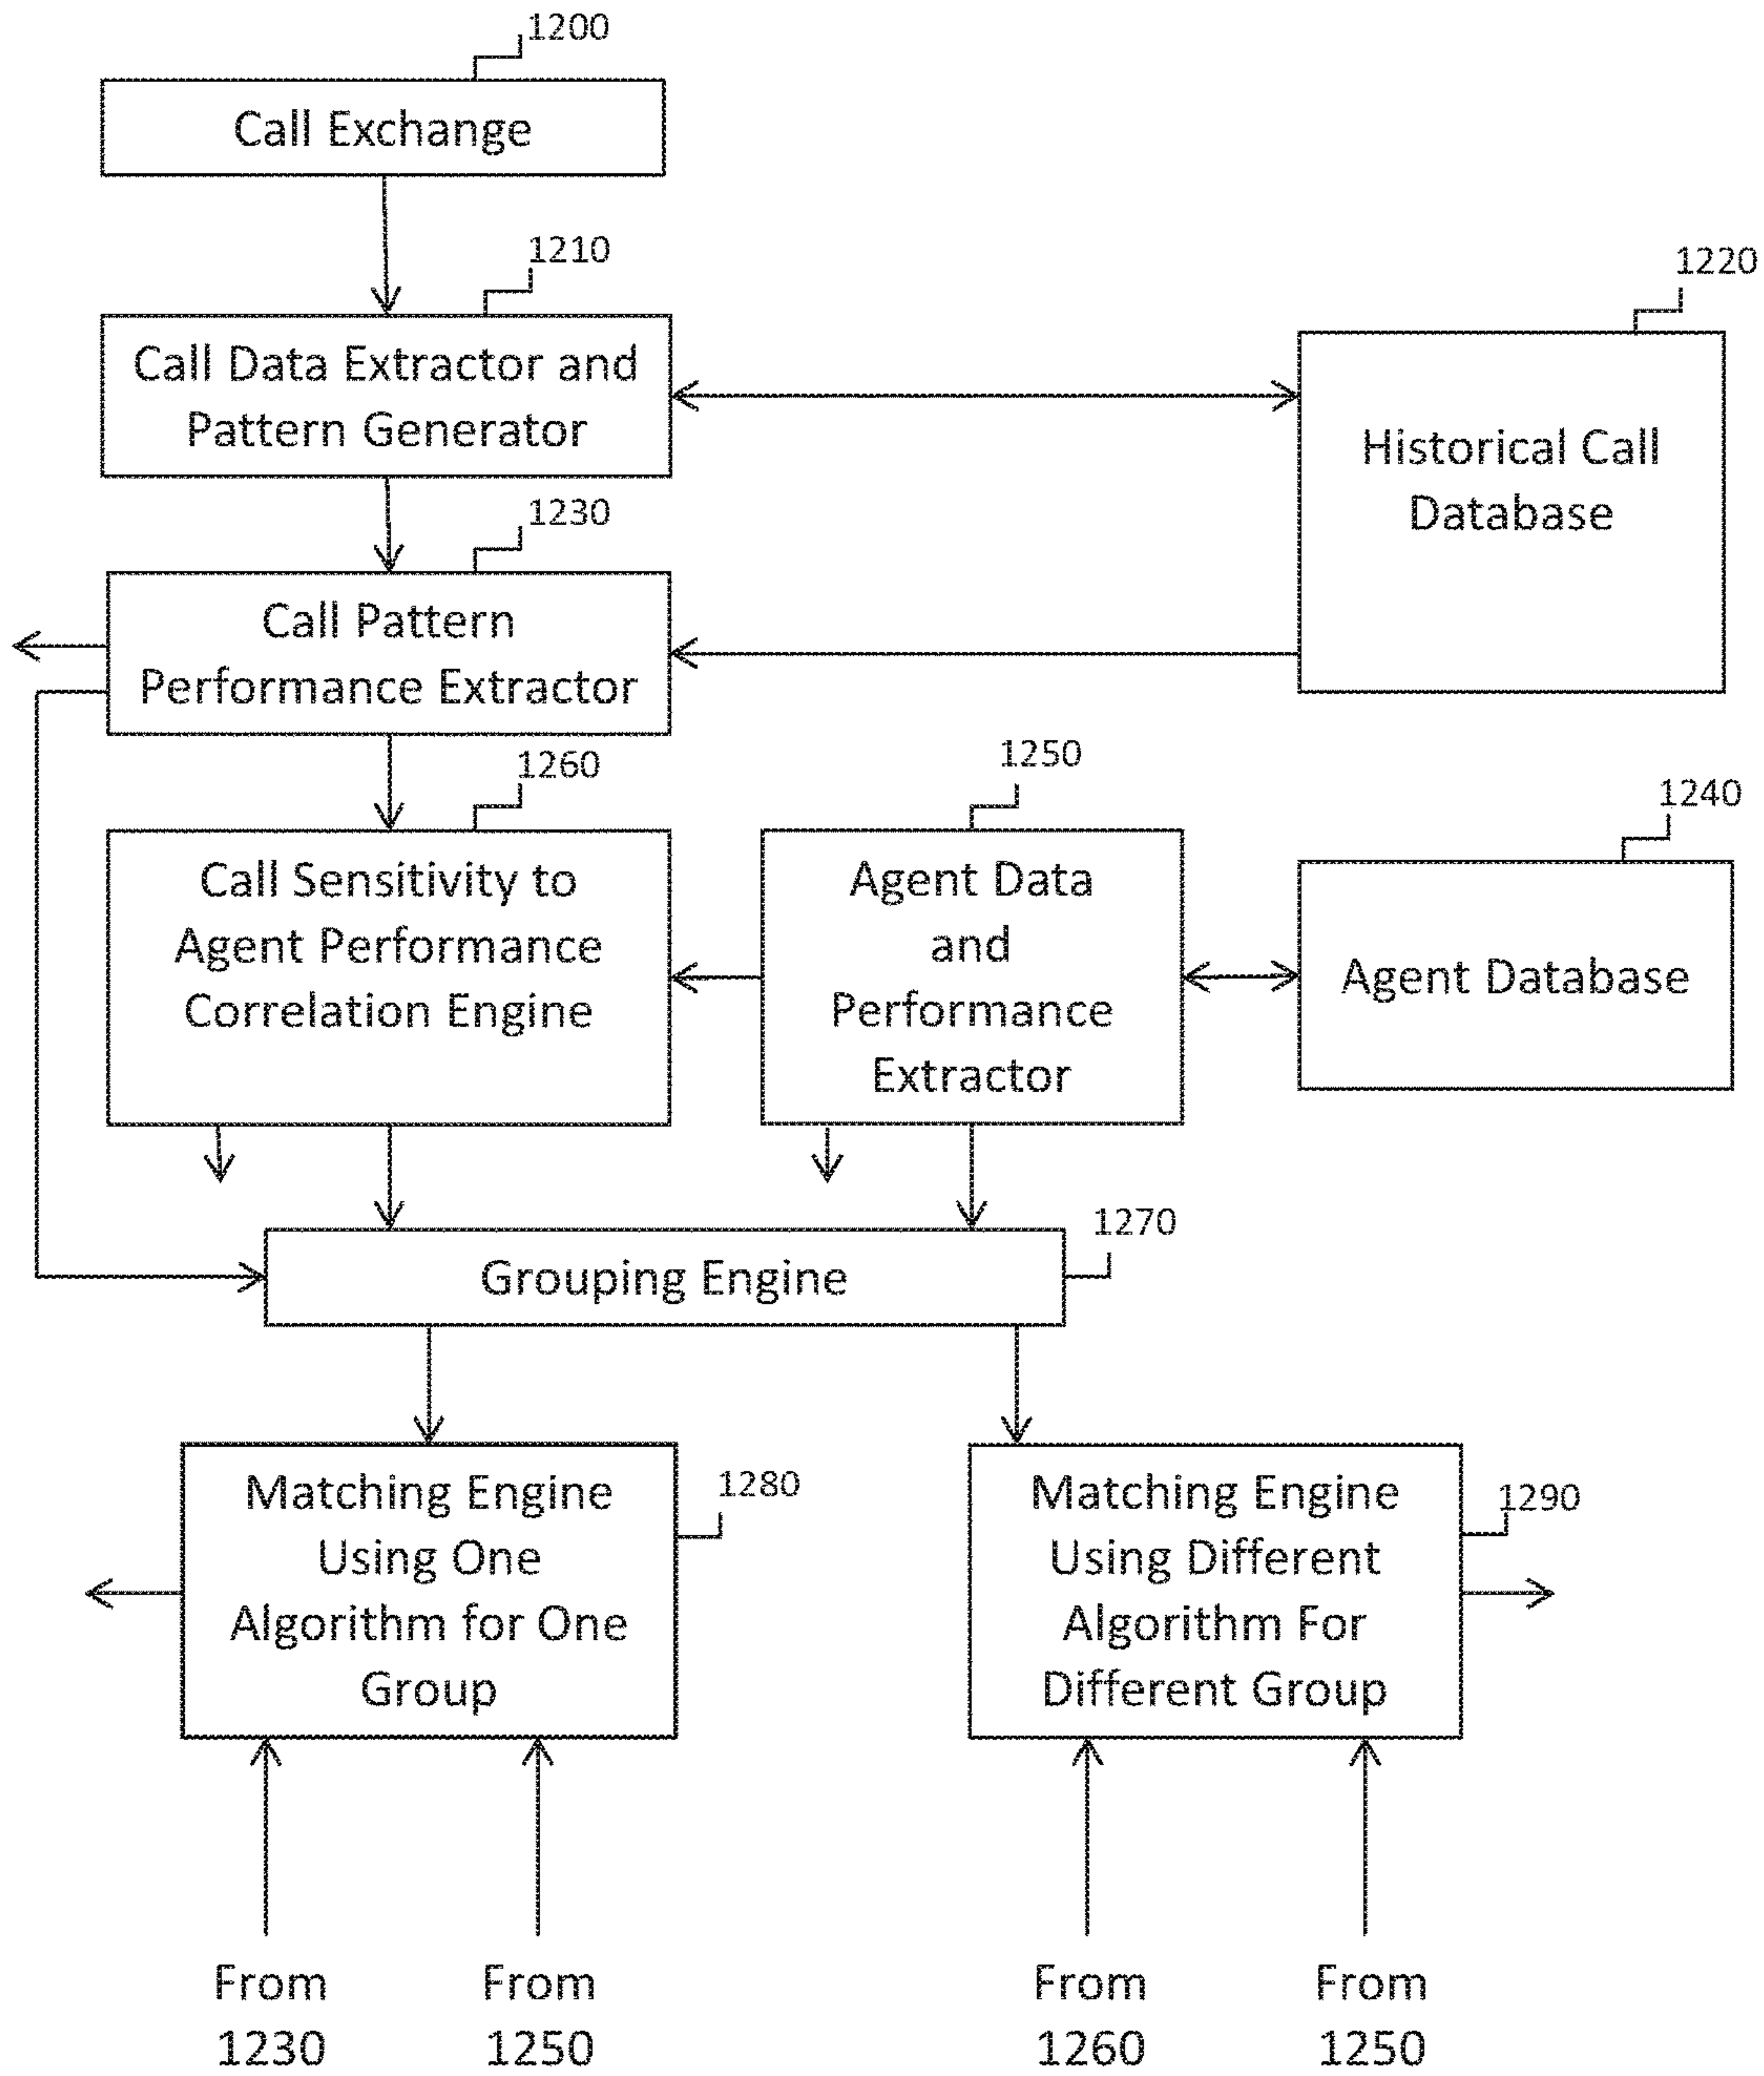 1200
Call Exchange
1210
1220
Call Data Extractor and
Pattern Generator
Historical Call
Database
1230
Call Pattern
Performance Extractor
1260
1250
1240
Call Sensitivity to
Agent Performance
Correlation Engine
Agent Data
and
Performance
Extractor
Agent Database
1270
Grouping Engine
1280
Matching Engine
Using One
Algorithm for One
Group
1290
Matching Engine
Using Different
Algorithm For
Different Group
From
1230
From
1250
From
1260
From
1250